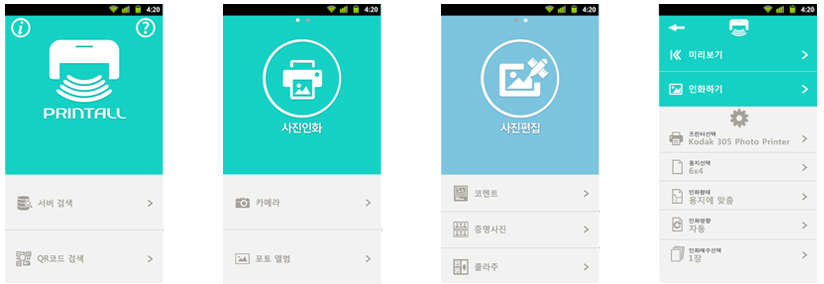 4:20
PRINTALL
서버 검색
QR코드 검색
4:20
사진인화
카메라
포토 앨범
4:20
사진편집
코멘트
증명사진
콜라주
4:20
미리보기
인화하기
프린터선택
Kodak 305 Photo Printer
용지선택
6x4
인화형태
용지에 맞춤
인화방향
자동
인화매수선택
1장